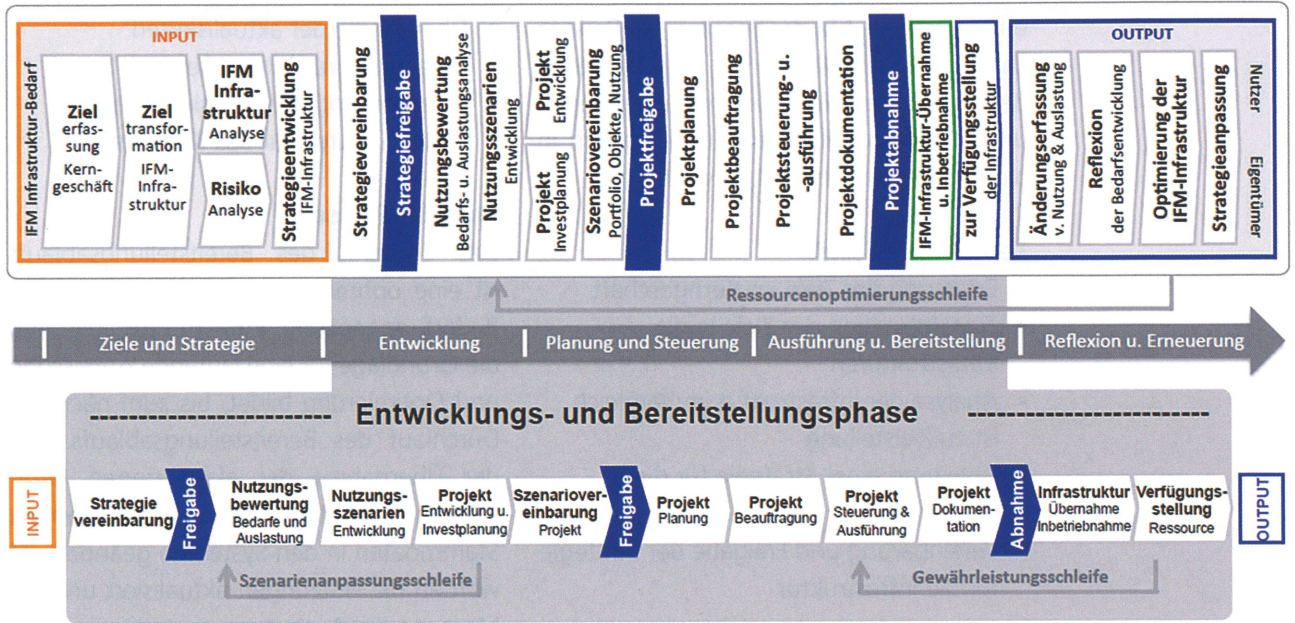 INPUT
IFM Infrastruktur-Bedarf
Ziel
erfas-
sung
Kern-
geschäft
Ziel
transfor-
mation
IFM-
Infra-
struktur
IFM
Infra-
struktur
Analyse
Risiko
Analyse
Strategieentwicklung
IFM-Infrastruktur
Strategievereinbarung
Strategiefreigabe
Nutzungsbewertung
Bedarfs- u. Auslastungsanalyse
Nutzungsszenarien
Entwicklung
Projekt
Entwicklung
Projekt
Investplanung
Szenariovereinbarung
Portfolio, Objekte, Nutzung
Projektfreigabe
Projektplanung
Projektbeauftragung
Projektsteuerung- u.
-ausführung
Projektdokumentation
Projektabnahme
IFM-Infrastruktur-Übernahme
u. Inbetriebnahme
zur Verfügungsstellung
der Infrastruktur
OUTPUT
Änderungserfassung
v. Nutzung & Auslastung
Reflexion
der Bedarfsentwicklung
Optimierung der
IFM-Infrastruktur
Strategieanpassung
Nutzer
Eigentümer
Ressourcenoptimierungsschleife
Ziele und Strategie
Entwicklung
Planung und Steuerung
Ausführung u. Bereitstellung
Reflexion u. Erneuerung
Entwicklungs- und Bereitstellungsphase
INPUT
Strategie
vereinbarung
Freigabe
Nutzungs-
bewertung
Bedarfe und
Auslastung
Nutzungs-
szenarien
Entwicklung
Projekt
Entwicklung u.
Investplanung
Szenariover-
einbarung
Projekt
Freigabe
Projekt
Planung
Projekt
Beauftragung
Projekt
Steuerung &
Ausführung
Projekt
Dokumen-
tation
Abnahme
Infrastruktur
Übernahme
Inbetriebnahme
Verfügungs-
stellung
Ressource
OUTPUT
Szenarienanpassungsschleife
Gewährleistungsschleife